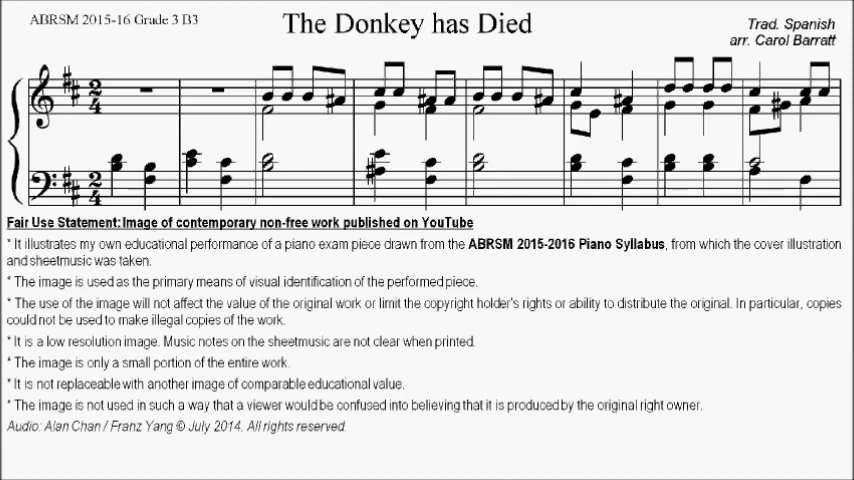 ABRSM 2015-16 Grade 3 B3
The Donkey has Died
Trad. Spanish
arr. Carol Barratt
2
4
2
4
Fair Use Statement: Image of contemporary non-free work published on YouTube
* It illustrates my own educational performance of a piano exam piece drawn from the ABRSM 2015-2016 Piano Syllabus, from which the cover illustration
and sheetmusic was taken.
* The image is used as the primary means of visual identification of the performed piece.
* The use of the image will not affect the value of the original work or limit the copyright holder's rights or ability to distribute the original. In particular, copies
could not be used to make illegal copies of the work.
* It is a low resolution image. Music notes on the sheetmusic are not clear when printed.
* The image is only a small portion of the entire work.
* It is not replaceable with another image of comparable educational value.
* The image is not used in such a way that a viewer would be confused into believing that it is produced by the original right owner.
Audio: Alan Chan / Franz Yang © July 2014. All rights reserved.